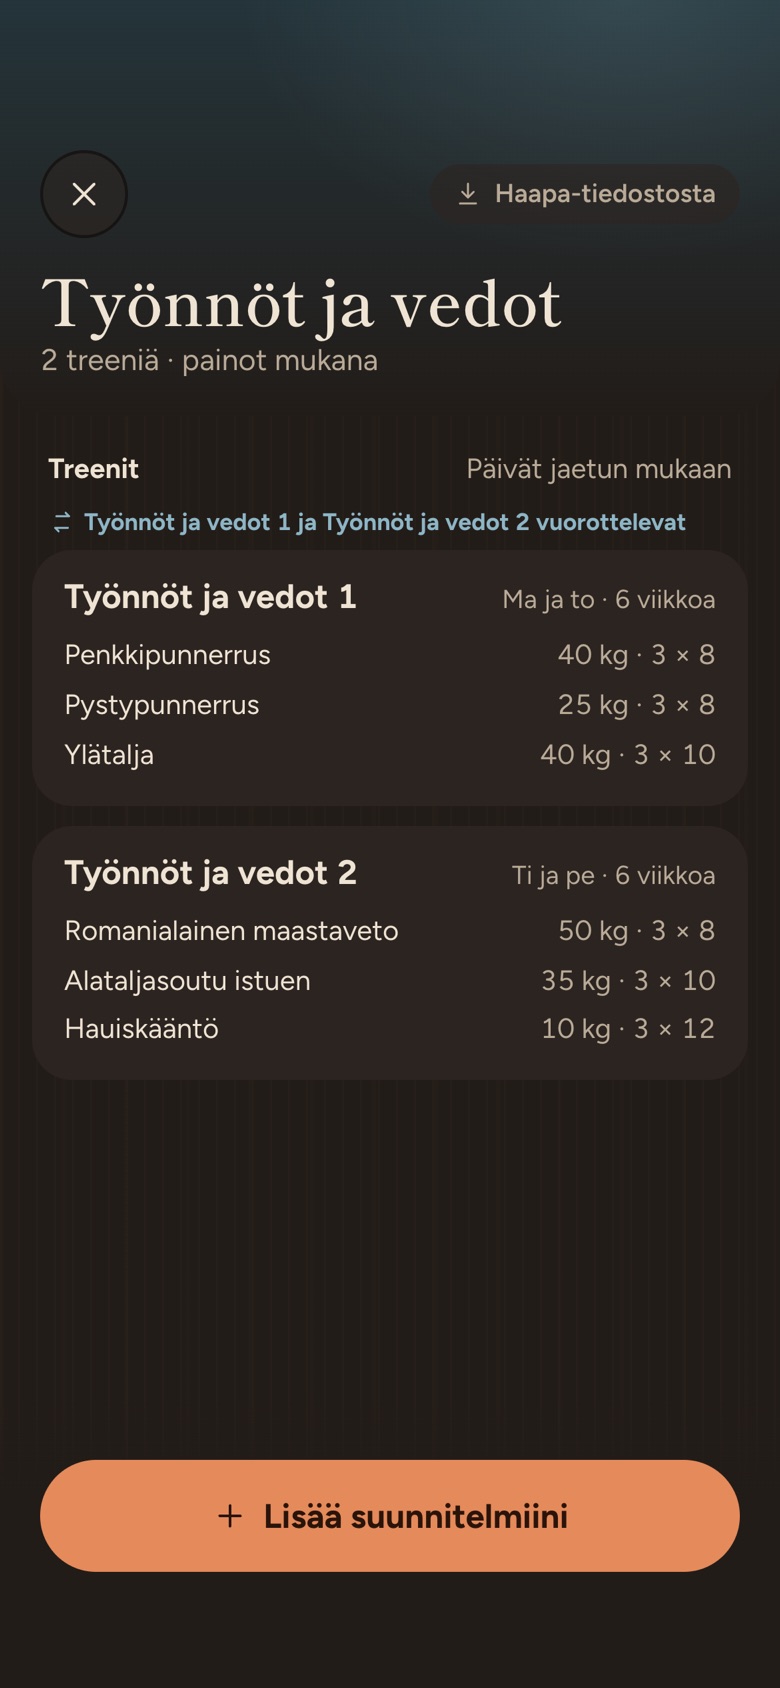 Haapa-tiedostosta
Työnnöt ja vedot
2 treeniä · painot mukana
Treenit Päivät jaetun mukaan
Työnnöt ja vedot 1 ja Työnnöt ja vedot 2 vuorottelevat
Työnnöt ja vedot 1 Ma ja to · 6 viikkoa
Penkkipunnerrus 40 kg · 3 × 8
Pystypunnerrus 25 kg · 3 × 8
Ylätalja 40 kg · 3 × 10
Työnnöt ja vedot 2 Ti ja pe · 6 viikkoa
Romanialainen maastaveto 50 kg · 3 × 8
Alataljasoutu istuen 35 kg · 3 × 10
Hauiskääntö 10 kg · 3 × 12
+ Lisää suunnitelmiini